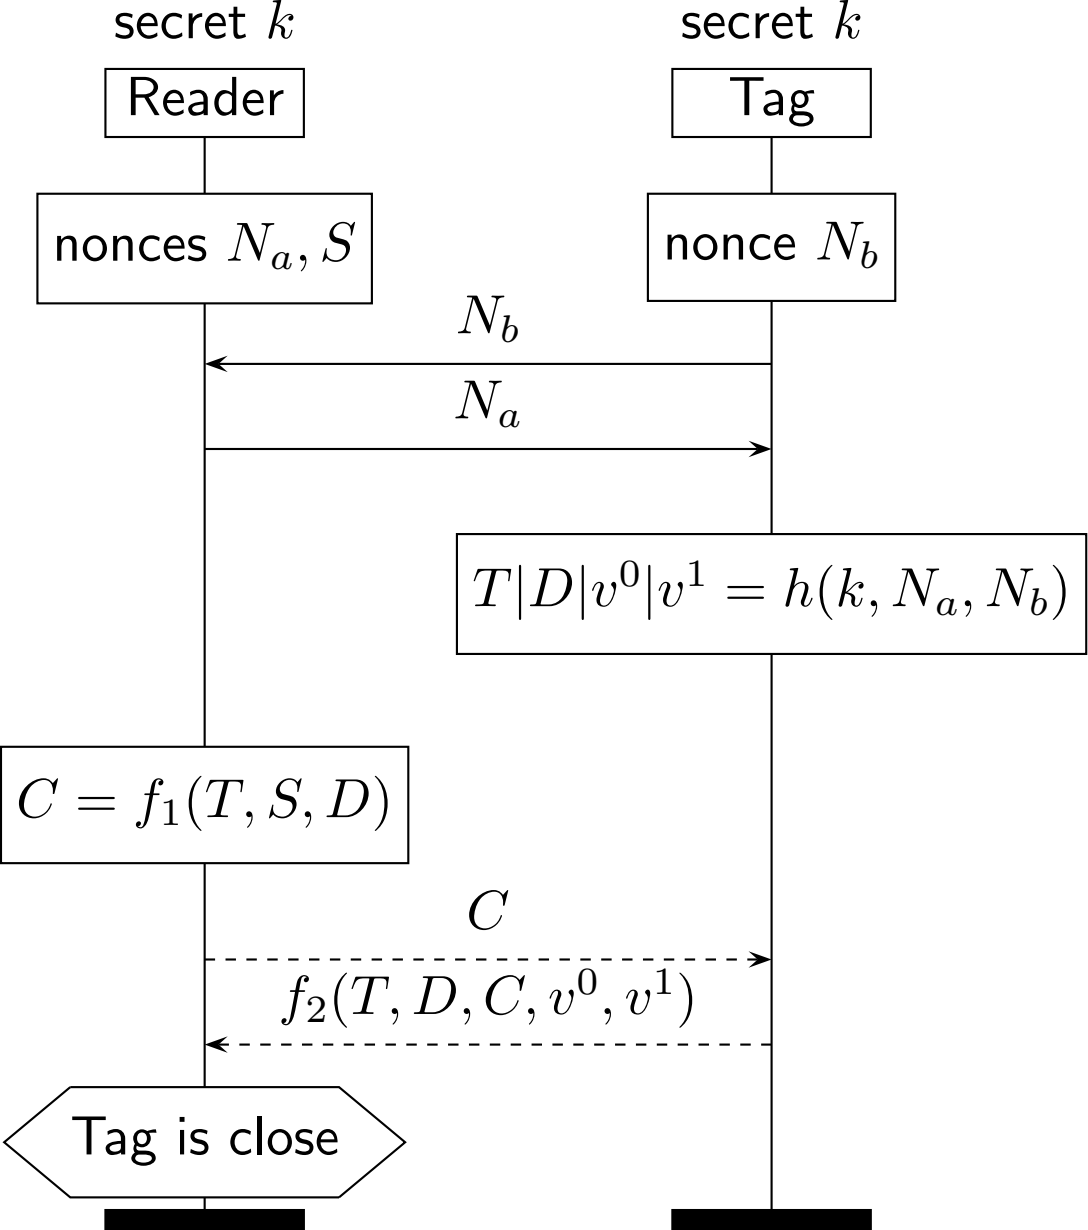 secret k
secret k
Reader
Tag
nonces N_a, S
nonce N_b
N_b
N_a
T|D|v^0|v^1 = h(k, N_a, N_b)
C = f_1(T, S, D)
C
f_2(T, D, C, v^0, v^1)
Tag is close